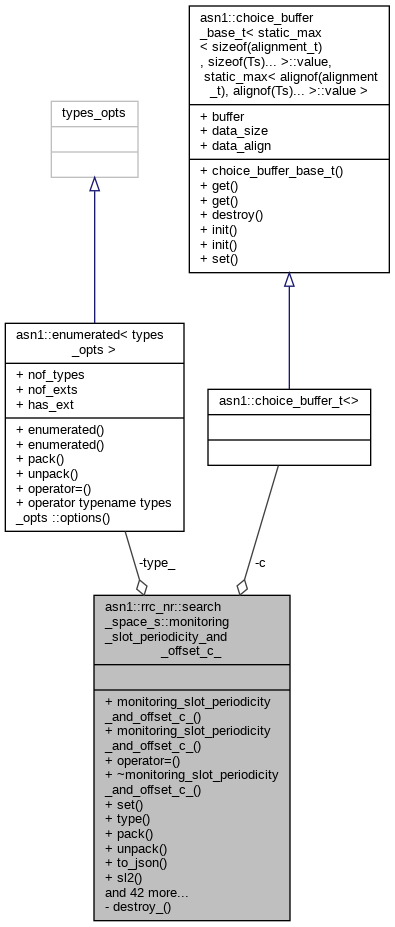 asn1::choice_buffer
_base_t< static_max
< sizeof(alignment_t)
, sizeof(Ts)... >::value,
static_max< alignof(alignment
_t), alignof(Ts)... >::value >
+ buffer
+ data_size
+ data_align
+ choice_buffer_base_t()
+ get()
+ get()
+ destroy()
+ init()
+ init()
+ set()
types_opts
asn1::enumerated< types
_opts >
+ nof_types
+ nof_exts
+ has_ext
+ enumerated()
+ enumerated()
+ pack()
+ unpack()
+ operator=()
+ operator typename types
_opts ::options()
asn1::choice_buffer_t<>
-type_
-c
asn1::rrc_nr::search
_space_s::monitoring
_slot_periodicity_and
_offset_c_
+ monitoring_slot_periodicity
_and_offset_c_()
+ monitoring_slot_periodicity
_and_offset_c_()
+ operator=()
+ ~monitoring_slot_periodicity
_and_offset_c_()
+ set()
+ type()
+ pack()
+ unpack()
+ to_json()
+ sl2()
and 42 more...
- destroy_()